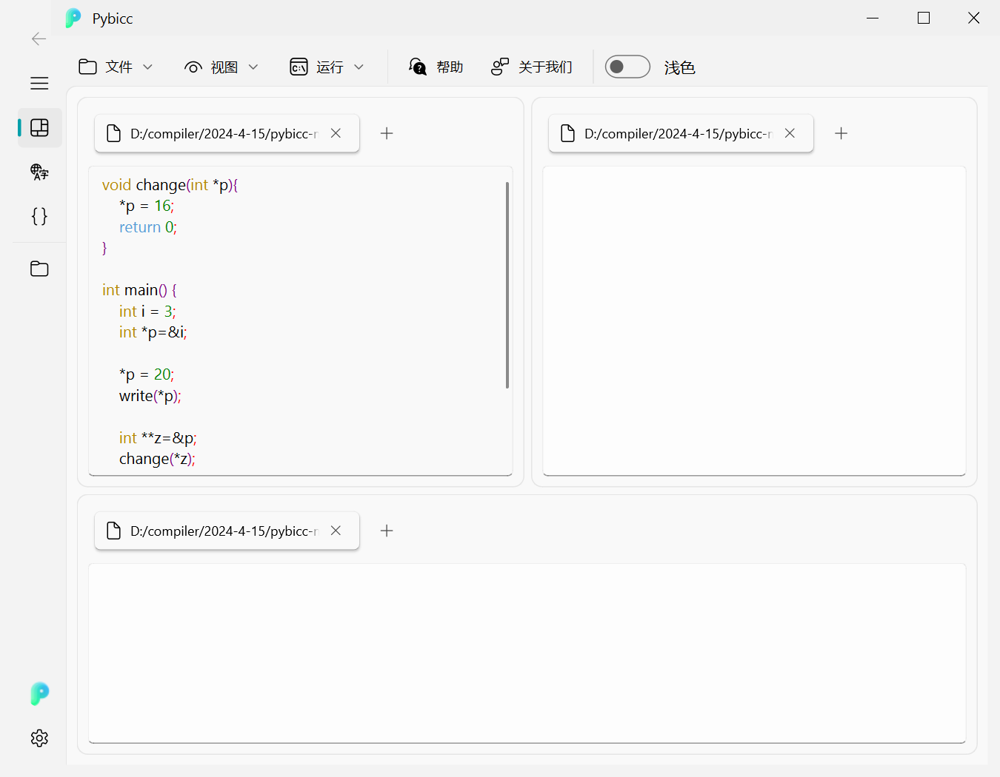 Pybicc
文件 视图 运行 帮助 关于我们 浅色
D:/compiler/2024-4-15/pybicc-
D:/compiler/2024-4-15/pybicc-
void change(int *p){
*p = 16;
return 0;
}
int main() {
int i = 3;
int *p=&i;
*p = 20;
write(*p);
int **z=&p;
change(*z);
D:/compiler/2024-4-15/pybicc-